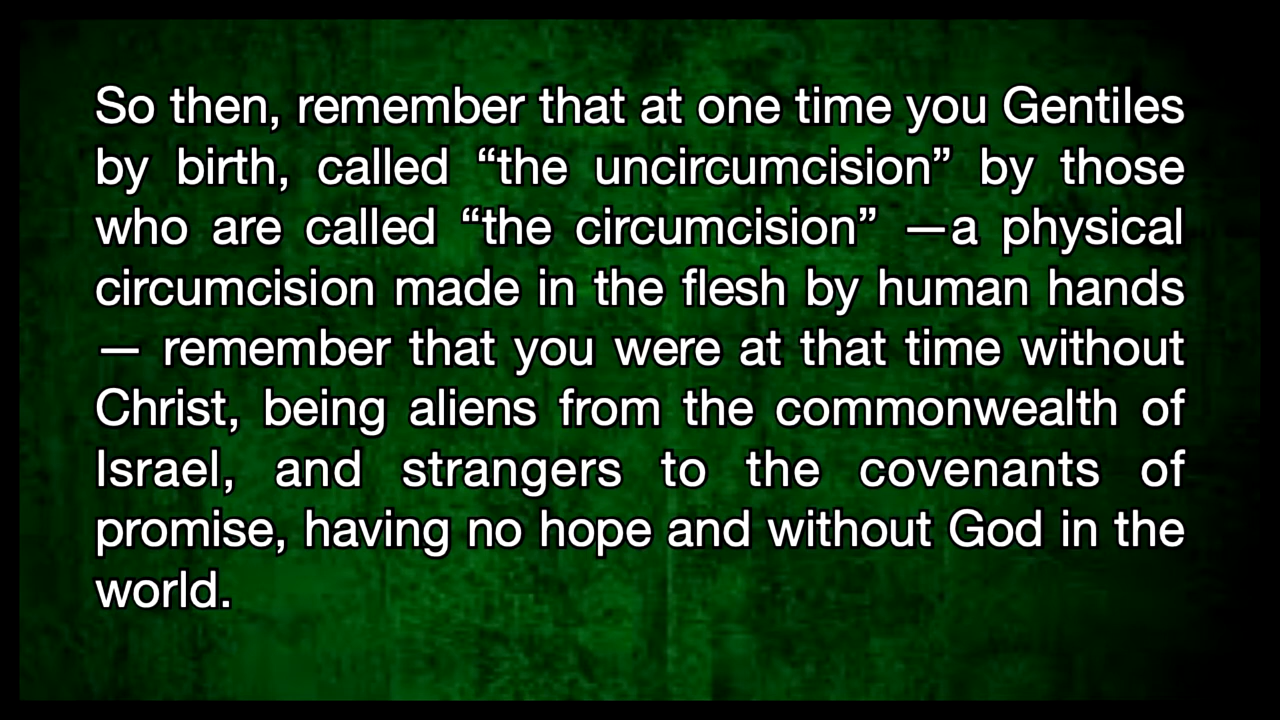 So then, remember that at one time you Gentiles
by birth, called “the uncircumcision” by those
who are called “the circumcision” —a physical
circumcision made in the flesh by human hands
— remember that you were at that time without
Christ, being aliens from the commonwealth of
Israel, and strangers to the covenants of
promise, having no hope and without God in the
world.